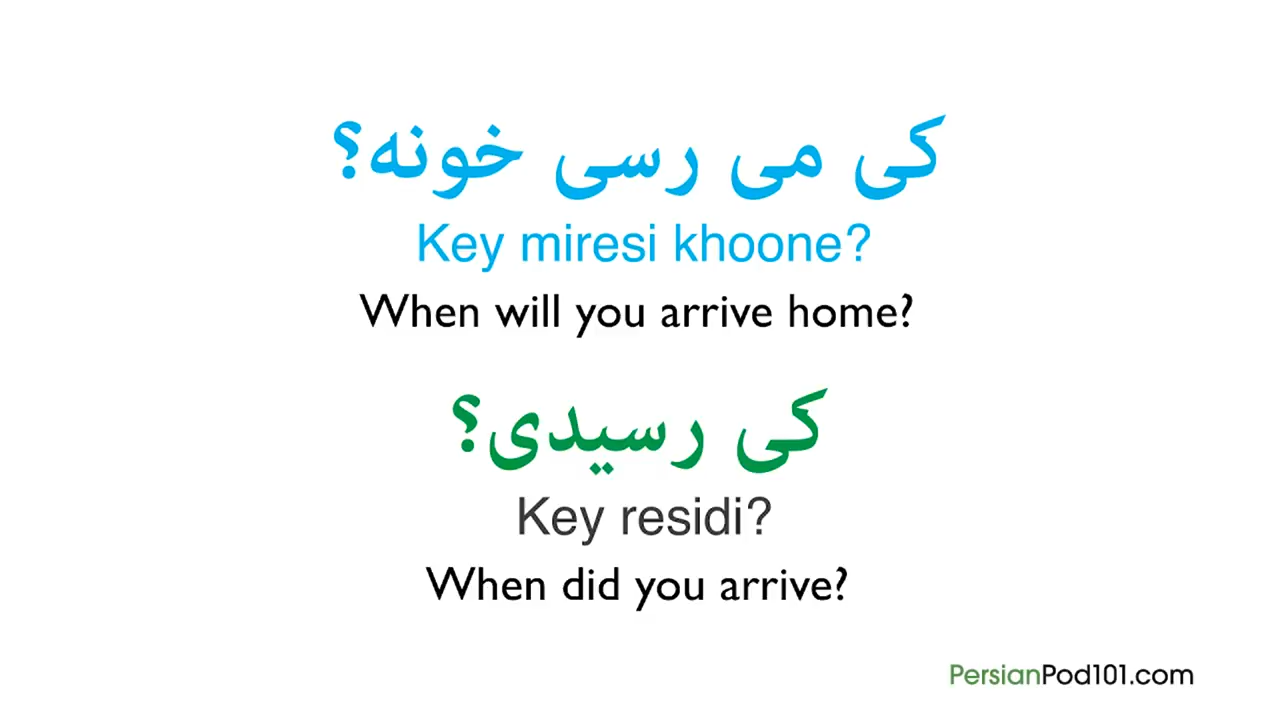 کی می رسی خونه؟
Key miresi khoone?
When will you arrive home?
کی رسیدی؟
Key residi?
When did you arrive?
PersianPod101.com